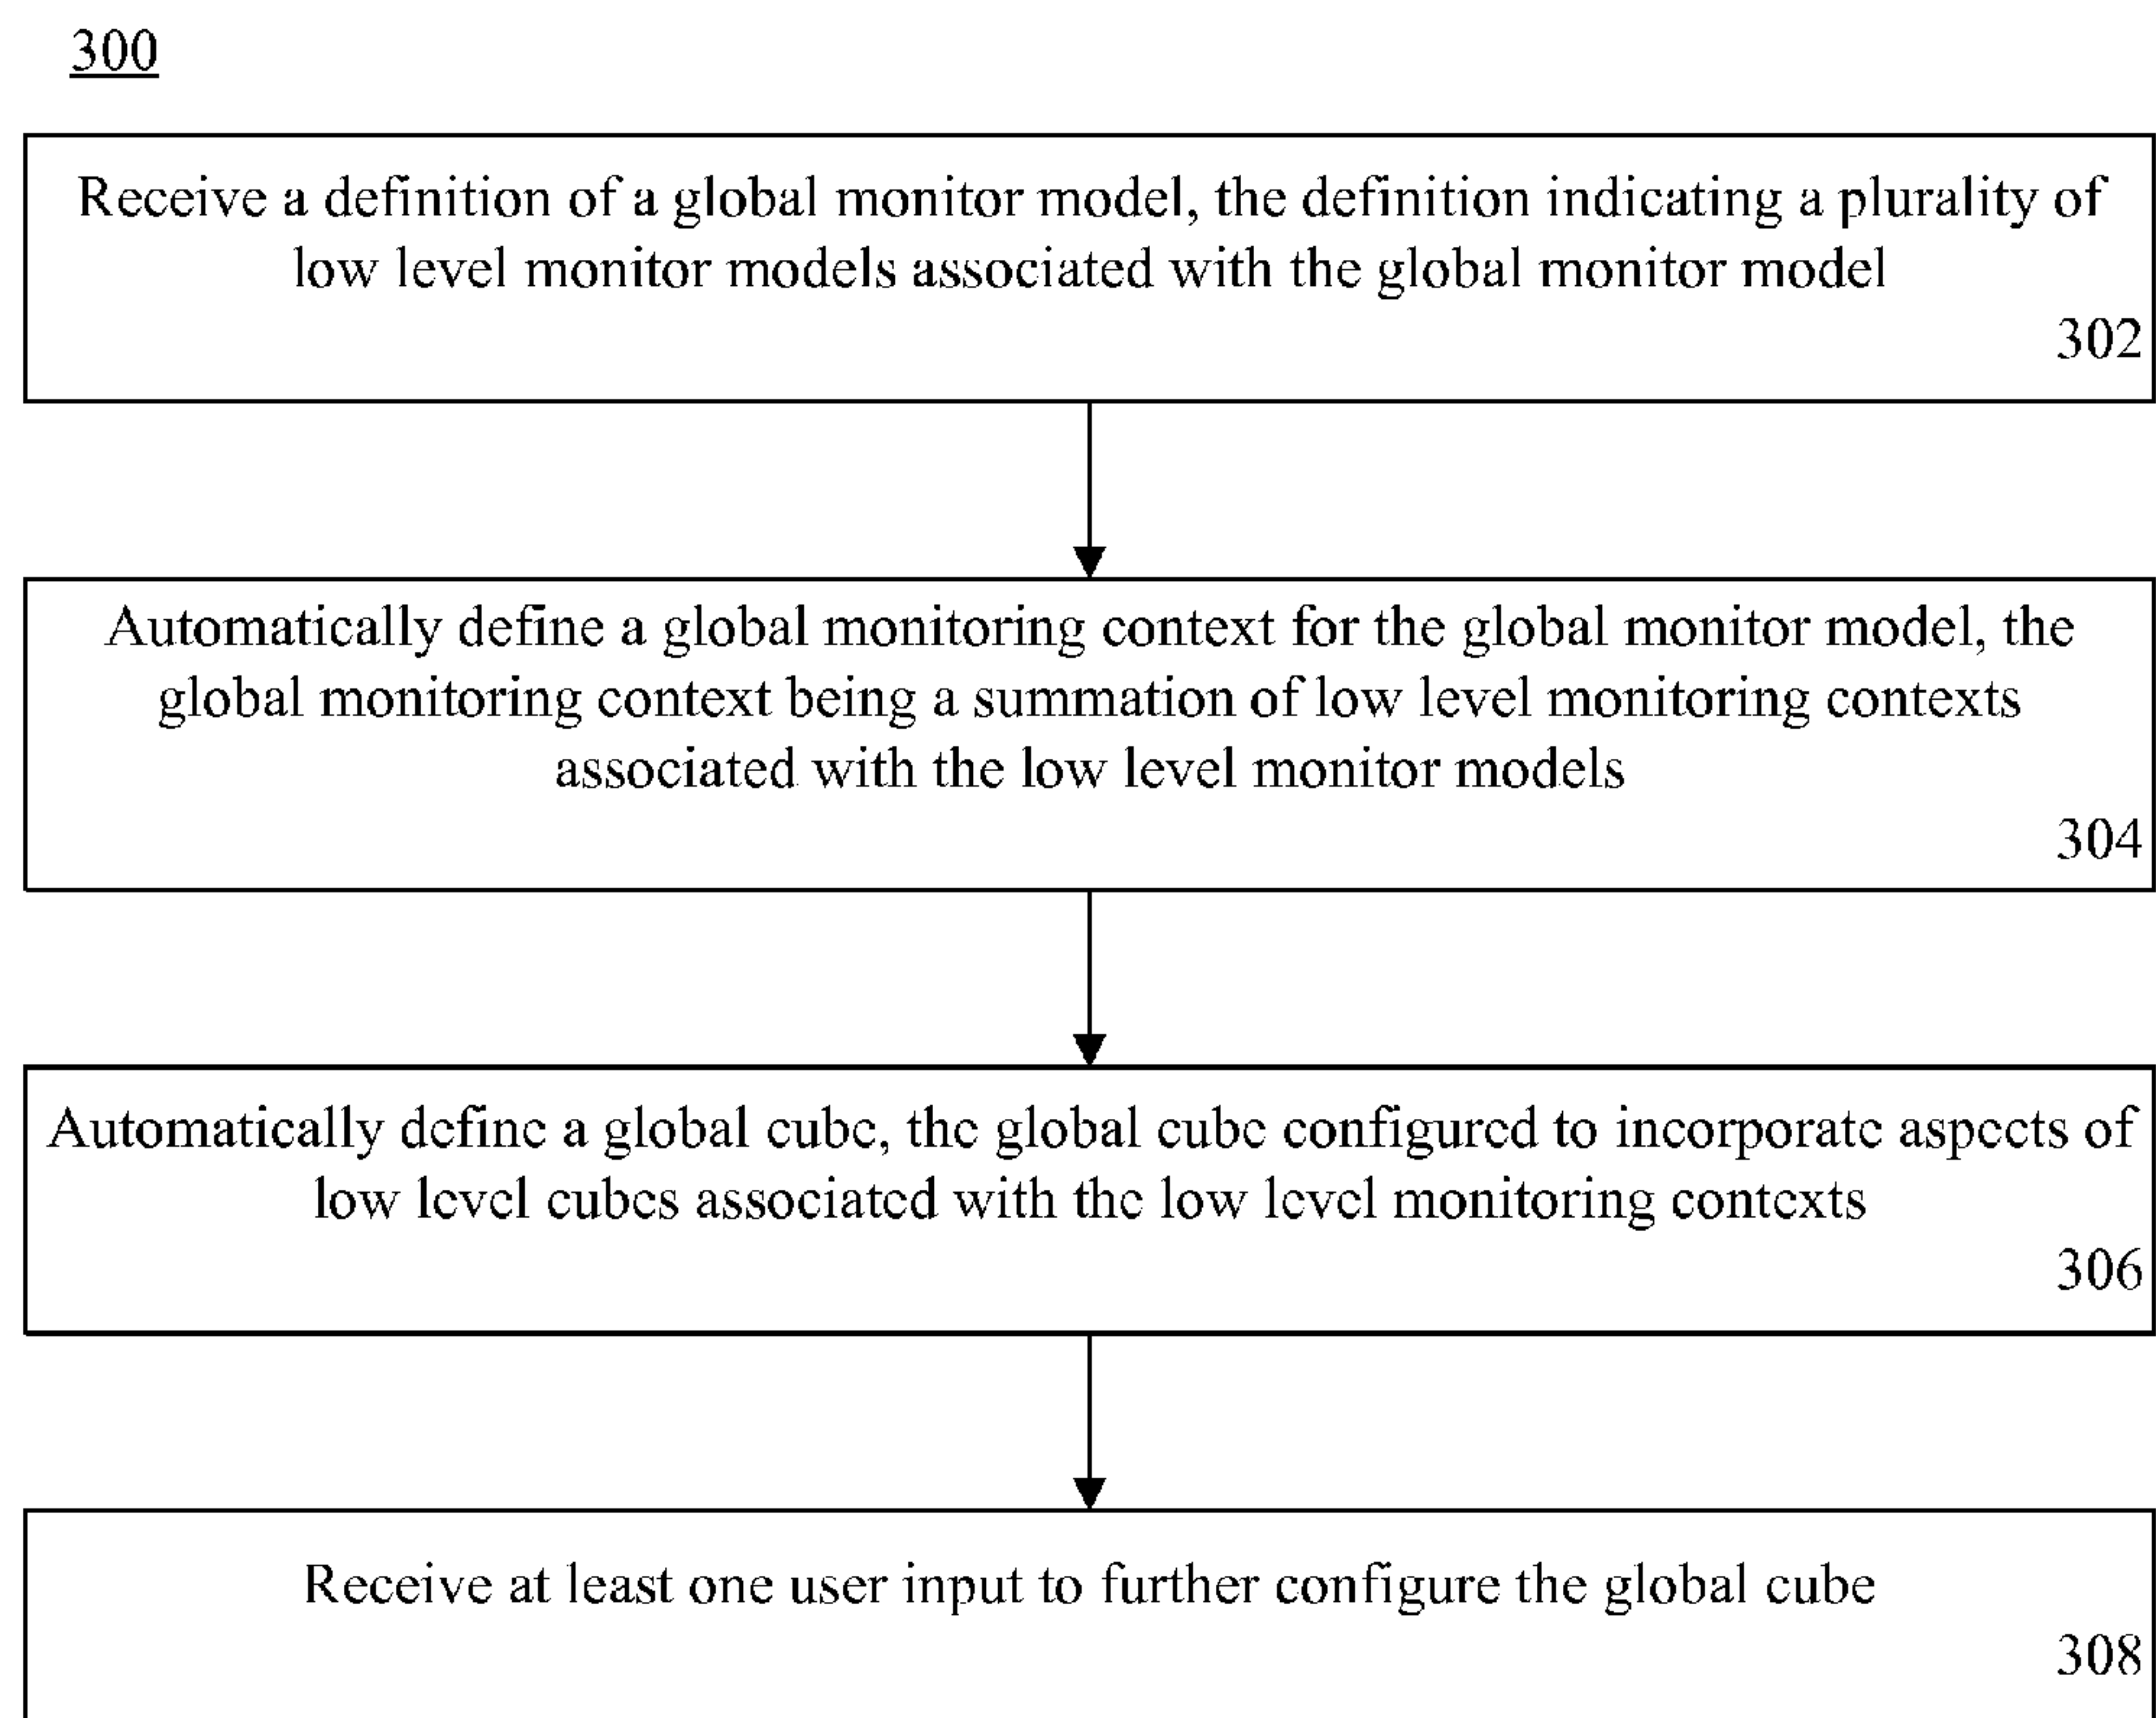 300
Receive a definition of a global monitor model, the definition indicating a plurality of
low level monitor models associated with the global monitor model
302
Automatically define a global monitoring context for the global monitor model, the
global monitoring context being a summation of low level monitoring contexts
associated with the low level monitor models
304
Automatically define a global cube, the global cube configured to incorporate aspects of
low level cubes associated with the low level monitoring contexts
306
Receive at least one user input to further configure the global cube
308